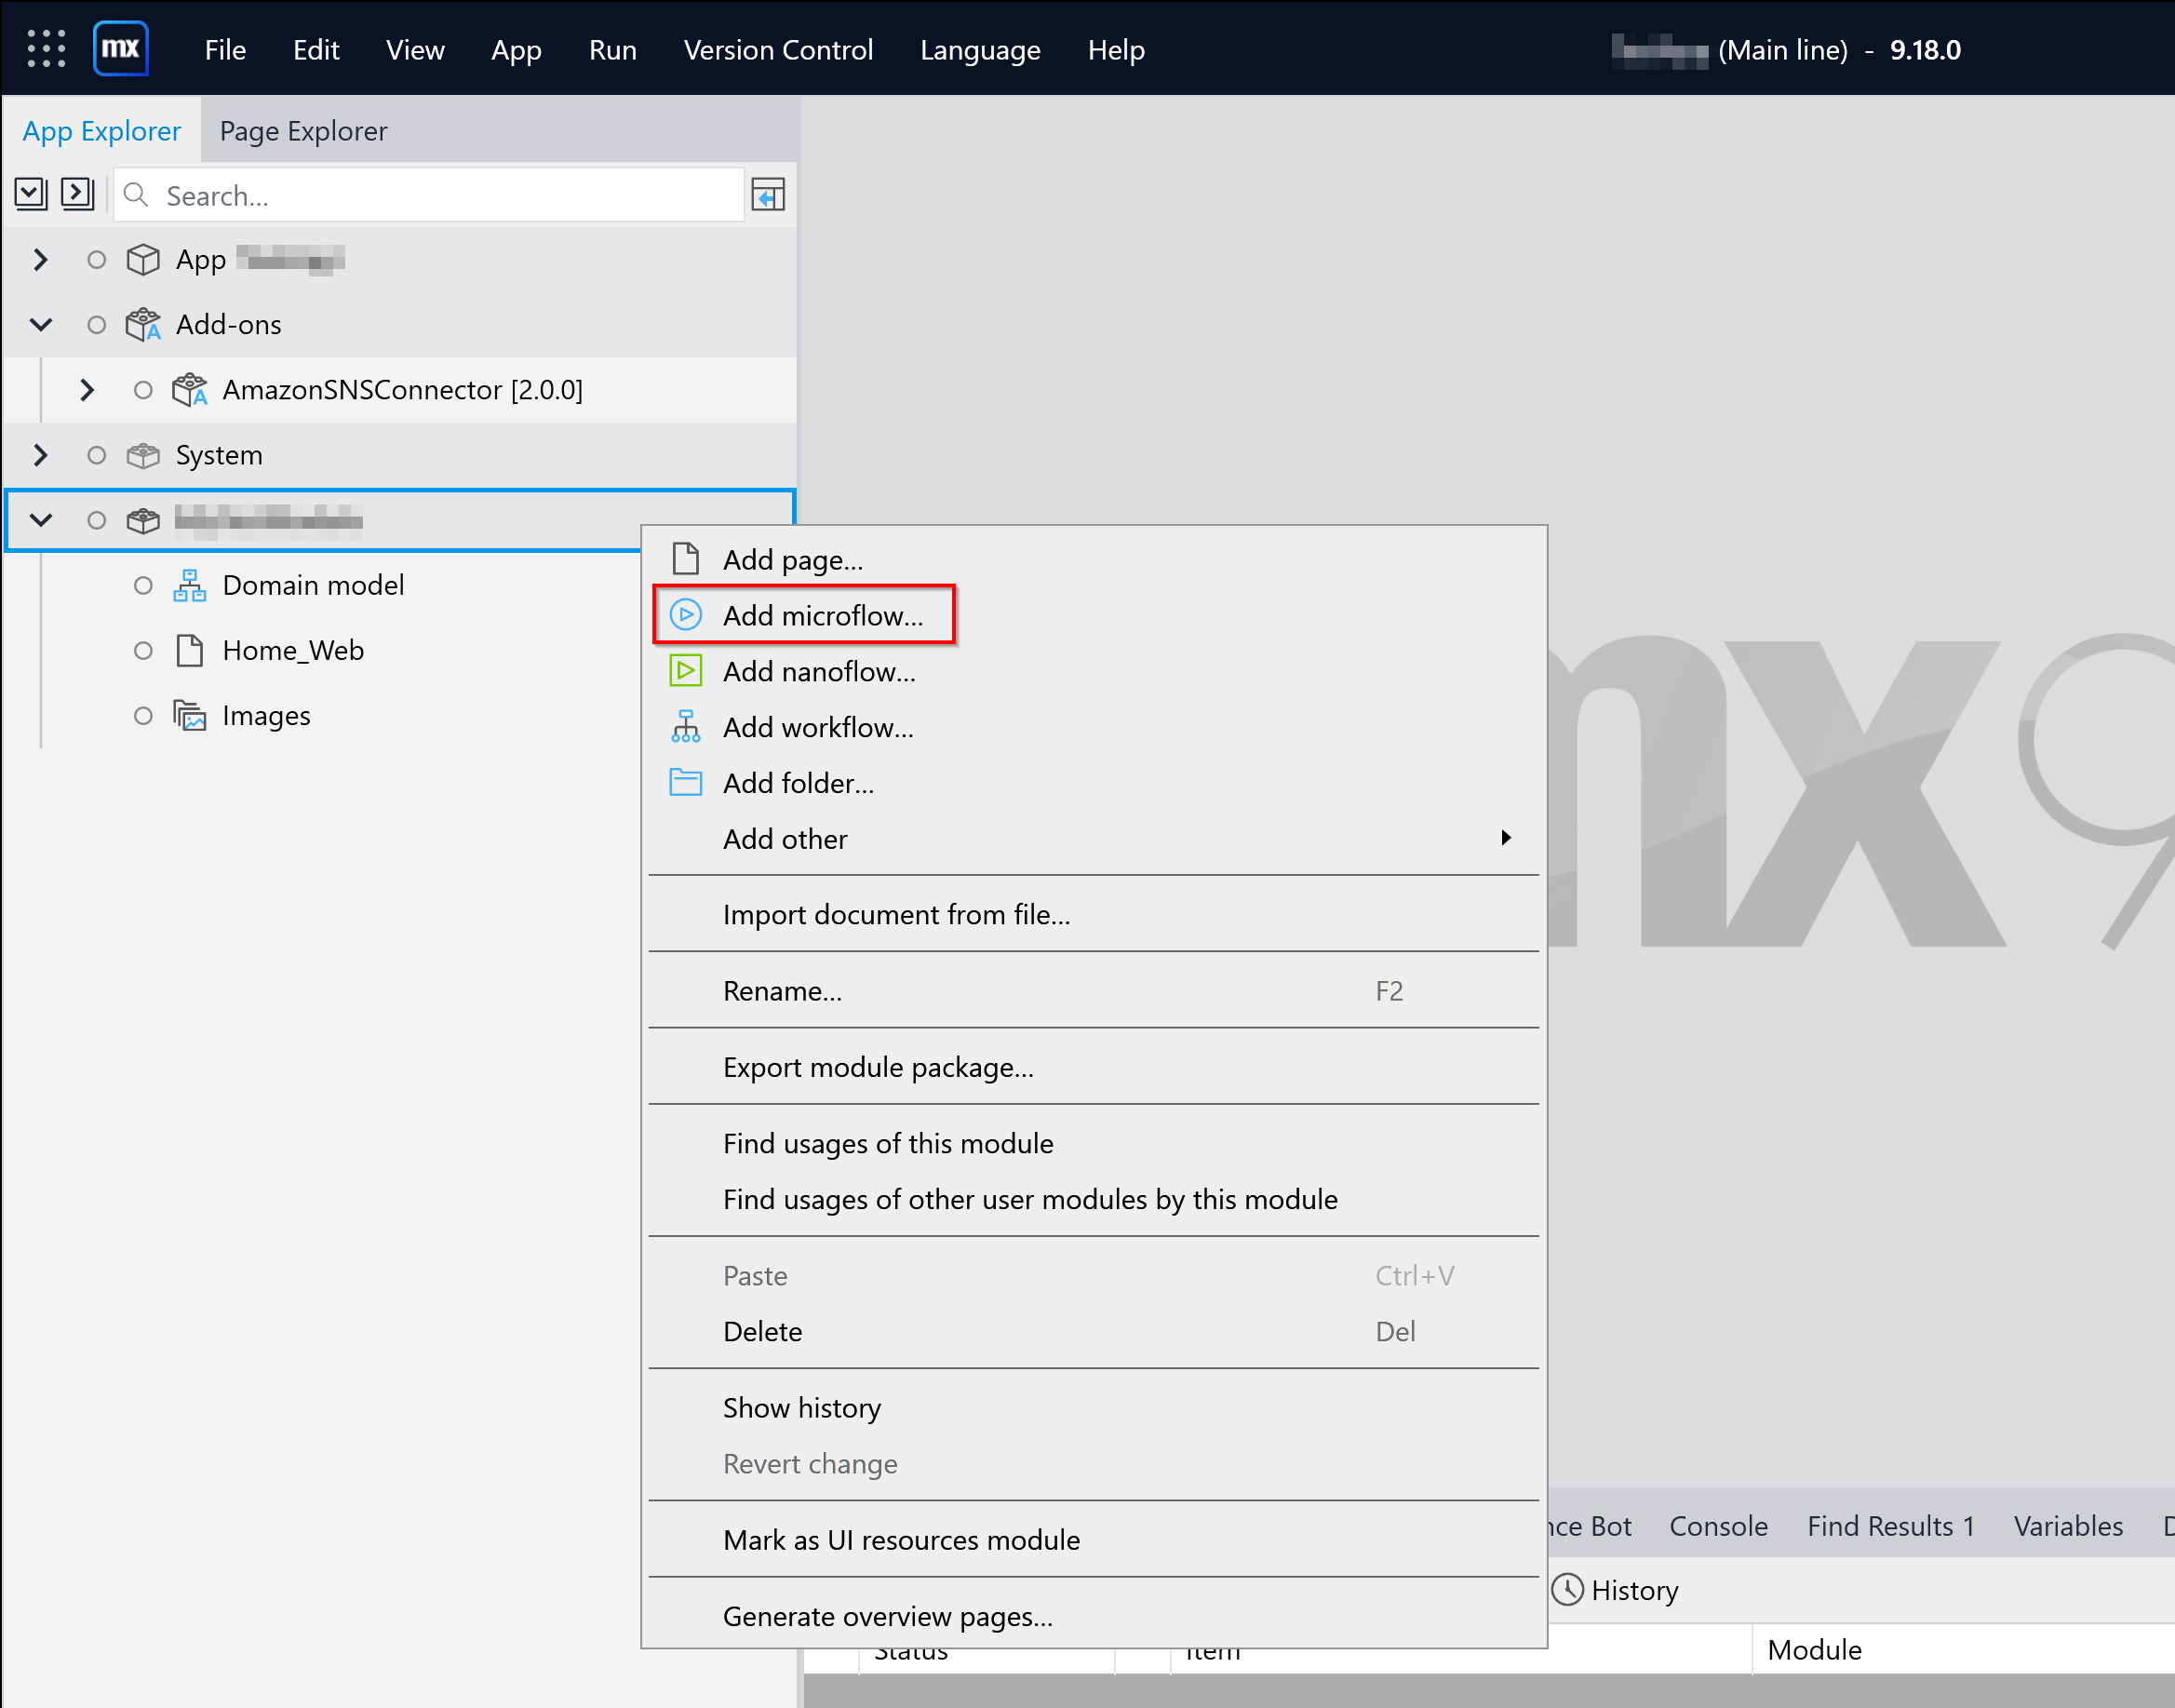 mx File Edit View App Run Version Control Language Help (Main line) - 9.18.0
App Explorer Page Explorer
Search...
App
Add-ons
AmazonSNSConnector [2.0.0]
System
Domain model
Home_Web
Images
Add page...
Add microflow...
Add nanoflow...
Add workflow...
Add folder...
Add other
Import document from file...
Rename... F2
Export module package...
Find usages of this module
Find usages of other user modules by this module
Paste Ctrl+V
Delete Del
Show history
Revert change
Mark as UI resources module
Generate overview pages...
mx9
Bot Console Find Results 1 Variables
History
Status Item Module